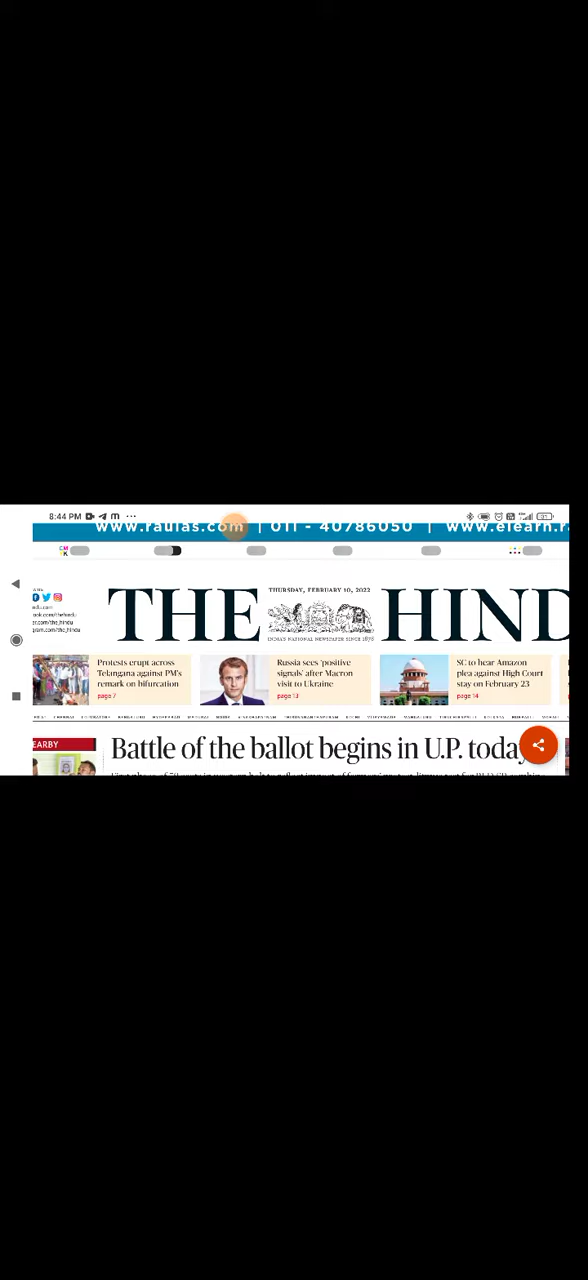 8:44 PM
www.raulas.com | 011 - 40786050 | www.elearn.ra
THURSDAY, FEBRUARY 10, 2022
THE HIND
INDIA'S NATIONAL NEWSPAPER SINCE 1878
Protests erupt across
Telangana against PM's
remark on bifurcation
page 7
Russia sees 'positive
signals' after Macron
visit to Ukraine
page 13
SC to hear Amazon
plea against High Court
stay on February 23
page 14
EARBY
Battle of the ballot begins in U.P. today